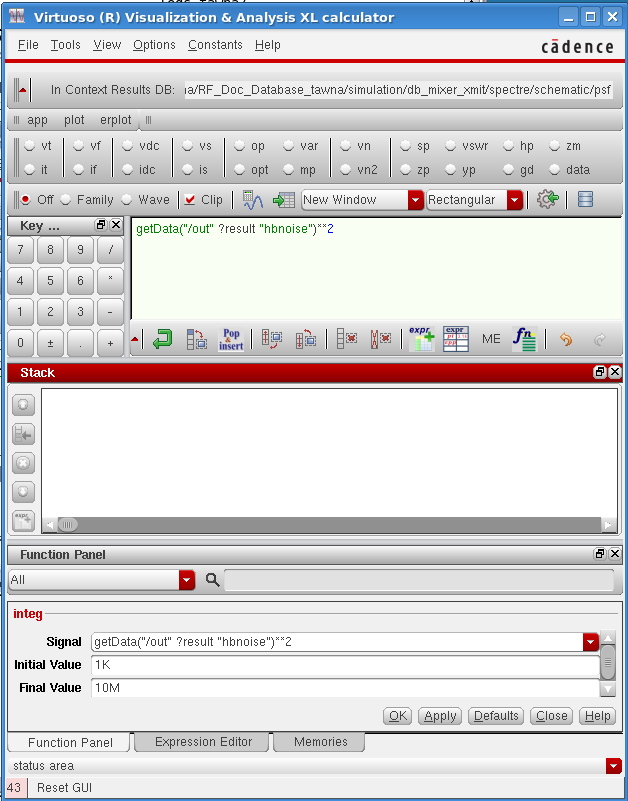 Virtuoso (R) Visualization & Analysis XL calculator
File Tools View Options Constants Help
cādence
In Context Results DB: na/RF_Doc_Database_tawna/simulation/db_mixer_xmit/spectre/schematic/psf
app plot erplot
vt vf vdc vs op var vn sp vswr hp zm
it if idc is opt mp vn2 zp yp gd data
Off Family Wave Clip New Window Rectangular
Key ...
7 8 9 /
4 5 6 *
1 2 3 -
0 ± . +
getData("/out" ?result "hbnoise")**2
Pop & insert
expr
expr
ME
fn
Stack
expr
Function Panel
All
integ
Signal getData("/out" ?result "hbnoise")**2
Initial Value 1K
Final Value 10M
OK Apply Defaults Close Help
Function Panel Expression Editor Memories
status area
43 Reset GUI